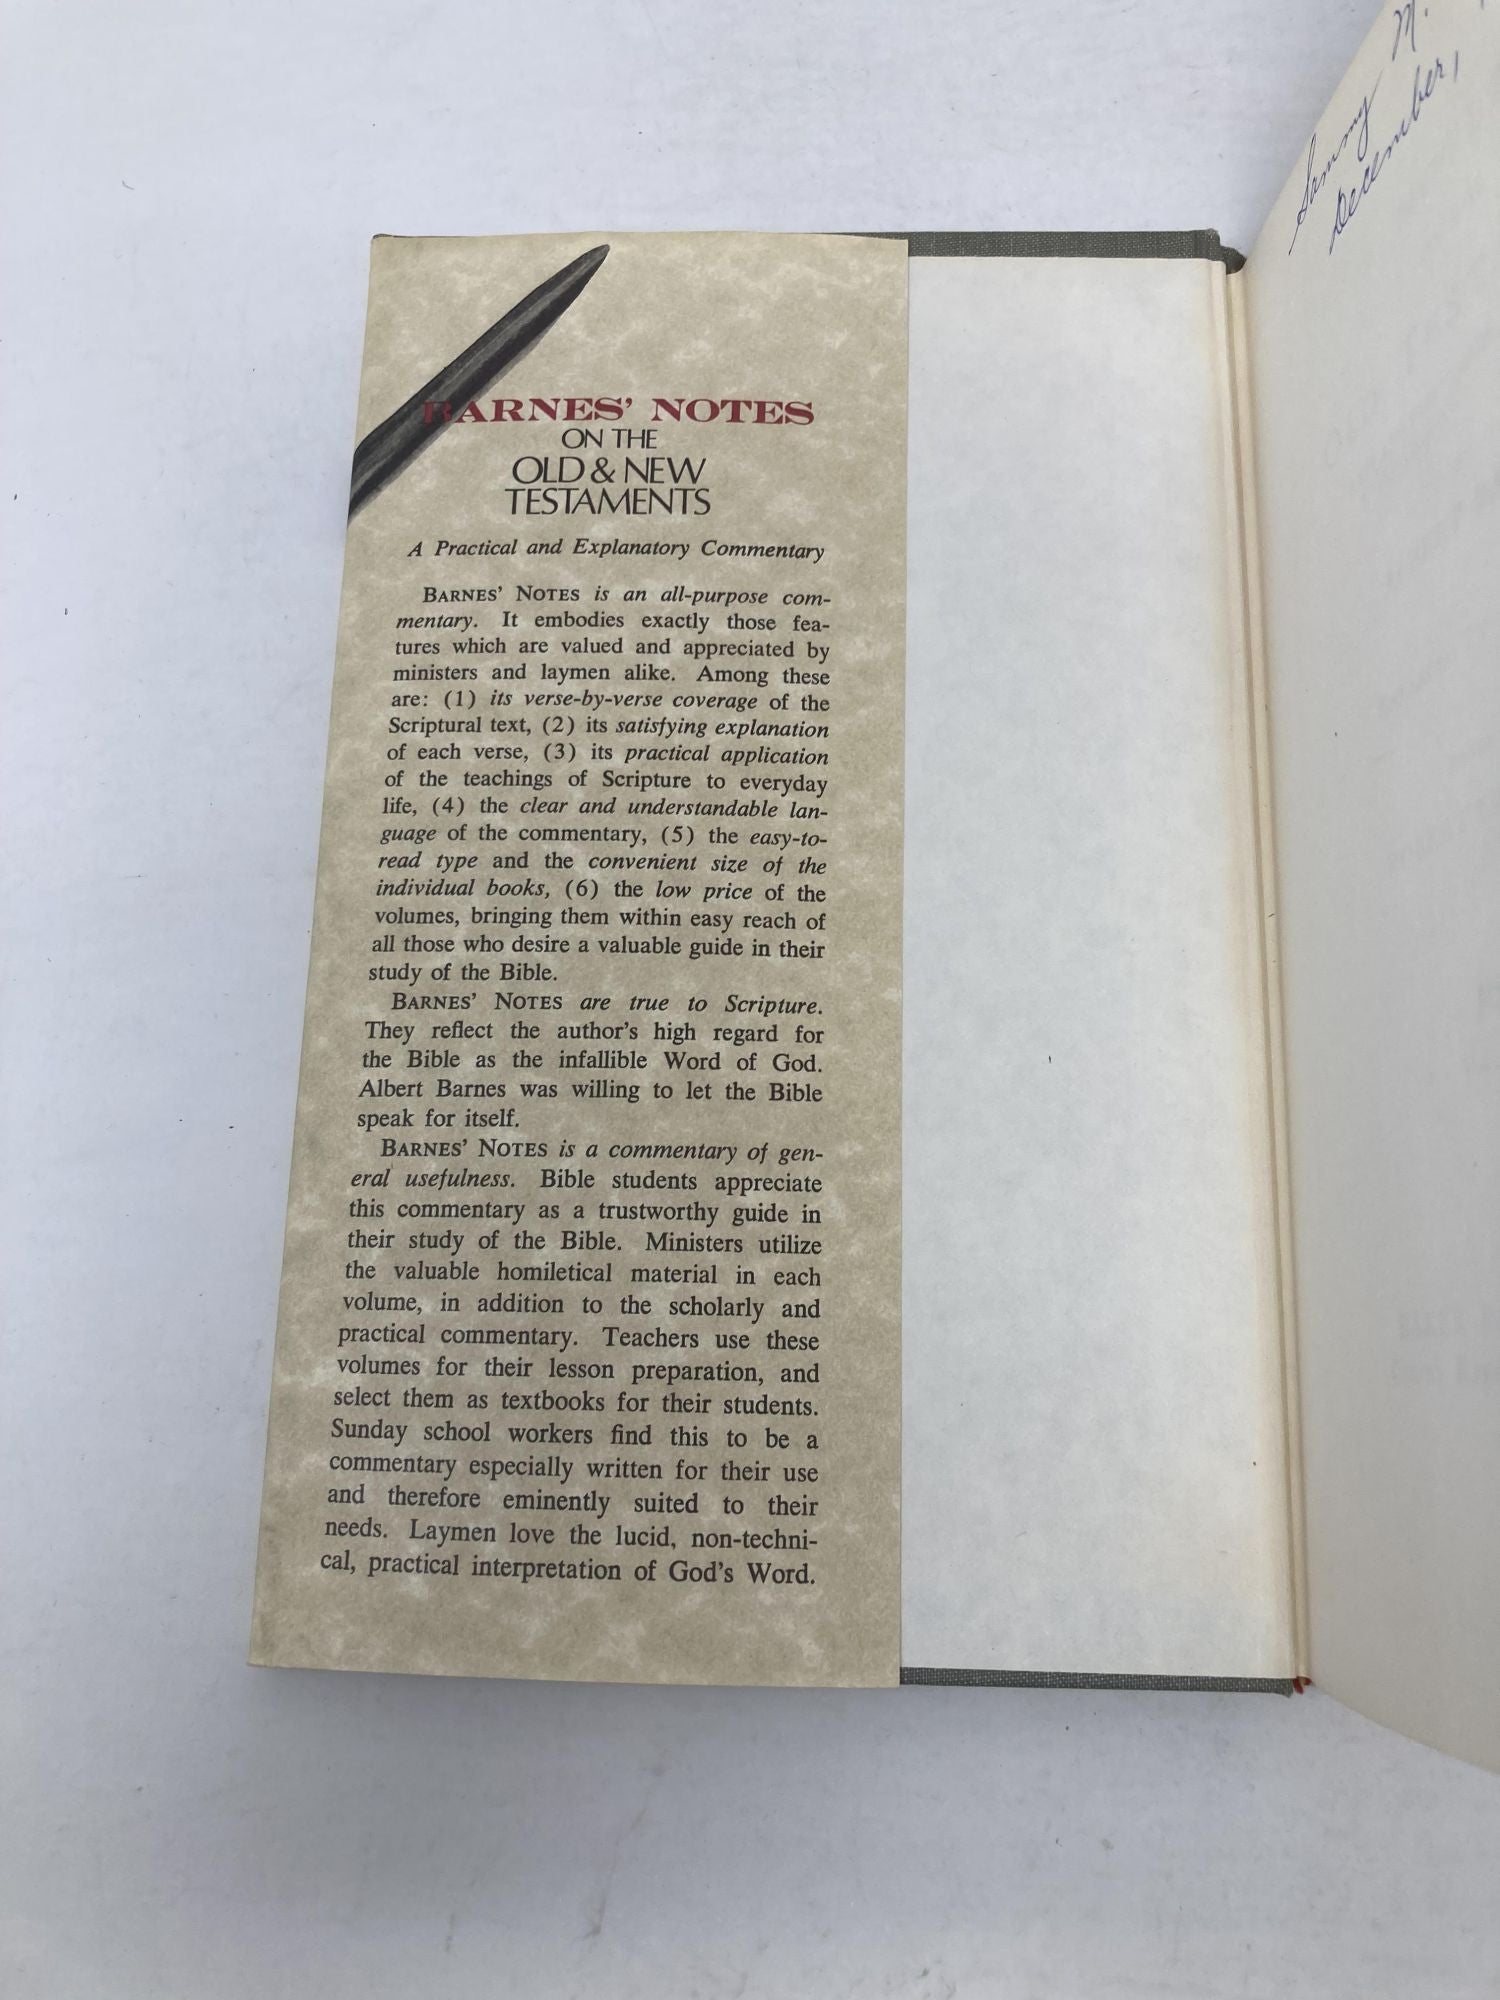 BARNES' NOTES
ON THE
OLD & NEW
TESTAMENTS
A Practical and Explanatory Commentary
BARNES' NOTES is an all-purpose com-
mentary. It embodies exactly those fea-
tures which are valued and appreciated by
ministers and laymen alike. Among these
are: (1) its verse-by-verse coverage of the
Scriptural text, (2) its satisfying explanation
of each verse, (3) its practical application
of the teachings of Scripture to everyday
life, (4) the clear and understandable lan-
guage of the commentary, (5) the easy-to-
read type and the convenient size of the
individual books, (6) the low price of the
volumes, bringing them within easy reach of
all those who desire a valuable guide in their
study of the Bible.
BARNES' NOTES are true to Scripture.
They reflect the author's high regard for
the Bible as the infallible Word of God.
Albert Barnes was willing to let the Bible
speak for itself.
BARNES' NOTES is a commentary of gen-
eral usefulness. Bible students appreciate
this commentary as a trustworthy guide in
their study of the Bible. Ministers utilize
the valuable homiletical material in each
volume, in addition to the scholarly and
practical commentary. Teachers use these
volumes for their lesson preparation, and
select them as textbooks for their students.
Sunday school workers find this to be a
commentary especially written for their use
and therefore eminently suited to their
needs. Laymen love the lucid, non-techni-
cal, practical interpretation of God's Word.
Sammy M.
December,